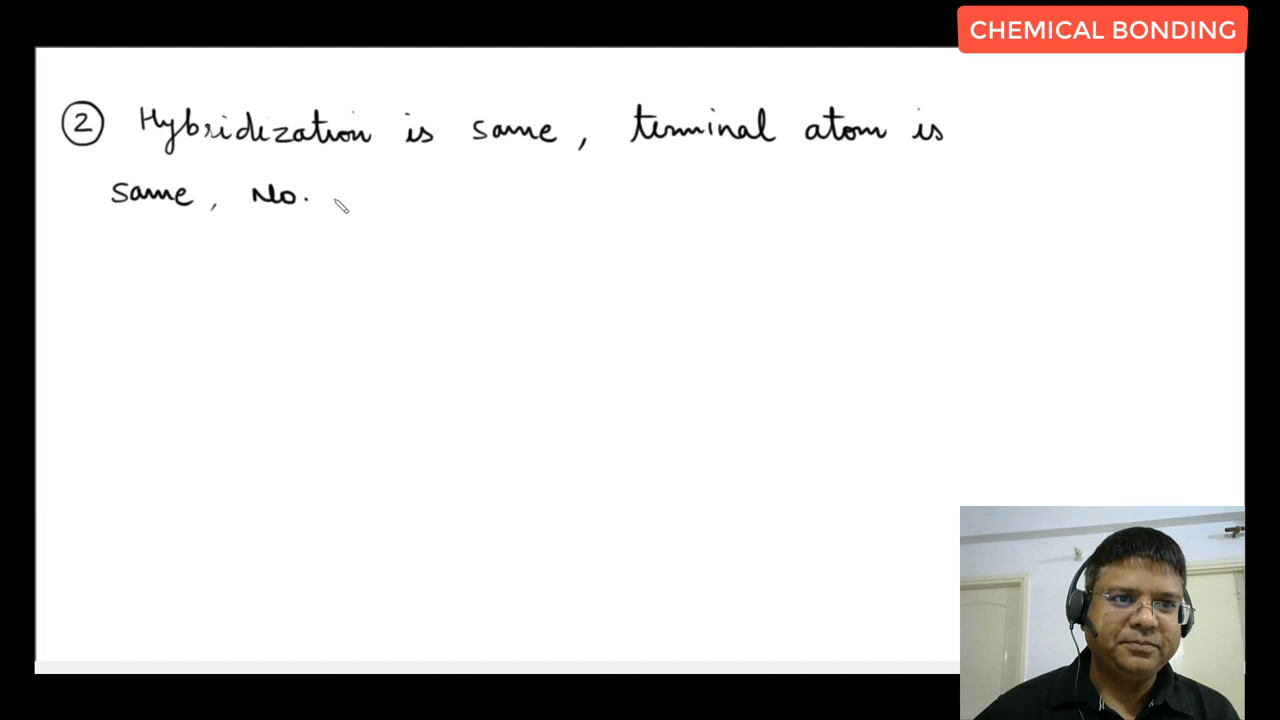 CHEMICAL BONDING
2 Hybridization is same, terminal atom is
same, No.